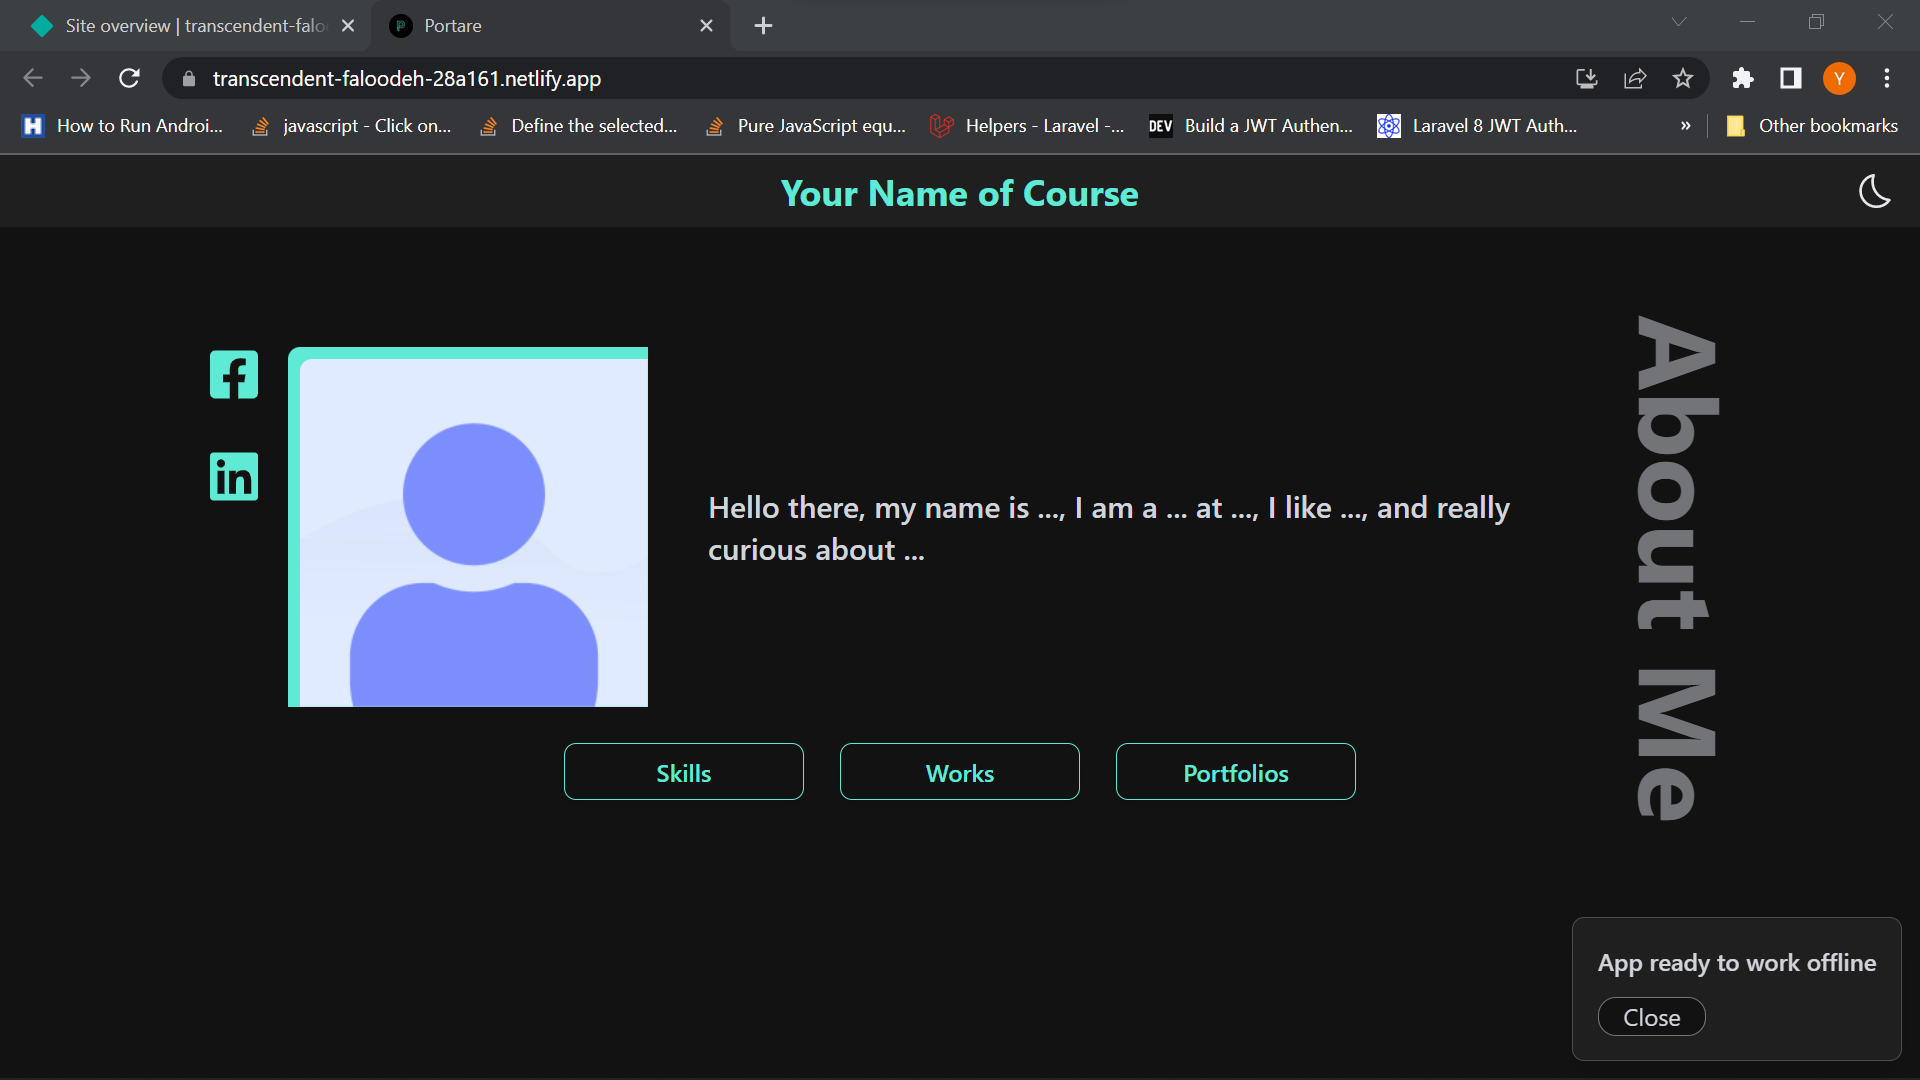 Site overview | transcendent-falo
Portare
transcendent-faloodeh-28a161.netlify.app
Y
How to Run Androi...
javascript - Click on...
Define the selected...
Pure JavaScript equ...
Helpers - Laravel -...
DEV
Build a JWT Authen...
Laravel 8 JWT Auth...
»
Other bookmarks
Your Name of Course
Hello there, my name is ..., I am a ... at ..., I like ..., and really
curious about ...
About Me
Skills
Works
Portfolios
App ready to work offline
Close